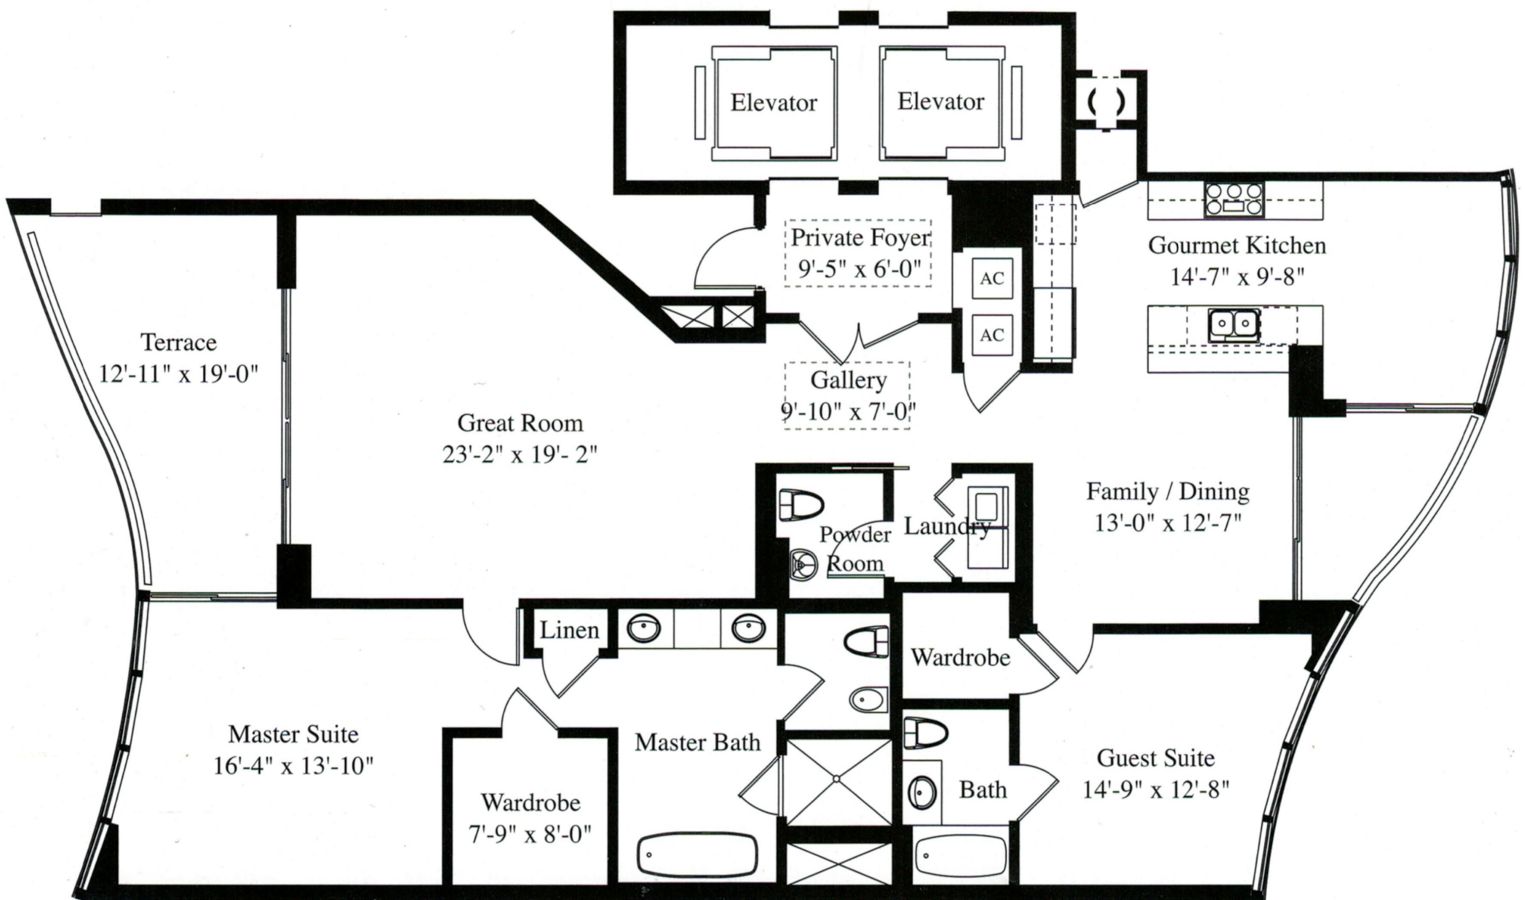 Elevator
Elevator
Private Foyer
9'-5" x 6'-0"
AC
AC
Gourmet Kitchen
14'-7" x 9'-8"
Terrace
12'-11" x 19'-0"
Great Room
23'-2" x 19'- 2"
Gallery
9'-10" x 7'-0"
Family / Dining
13'-0" x 12'-7"
Powder
Room
Laundry
Linen
Wardrobe
Master Suite
16'-4" x 13'-10"
Master Bath
Wardrobe
7'-9" x 8'-0"
Bath
Guest Suite
14'-9" x 12'-8"